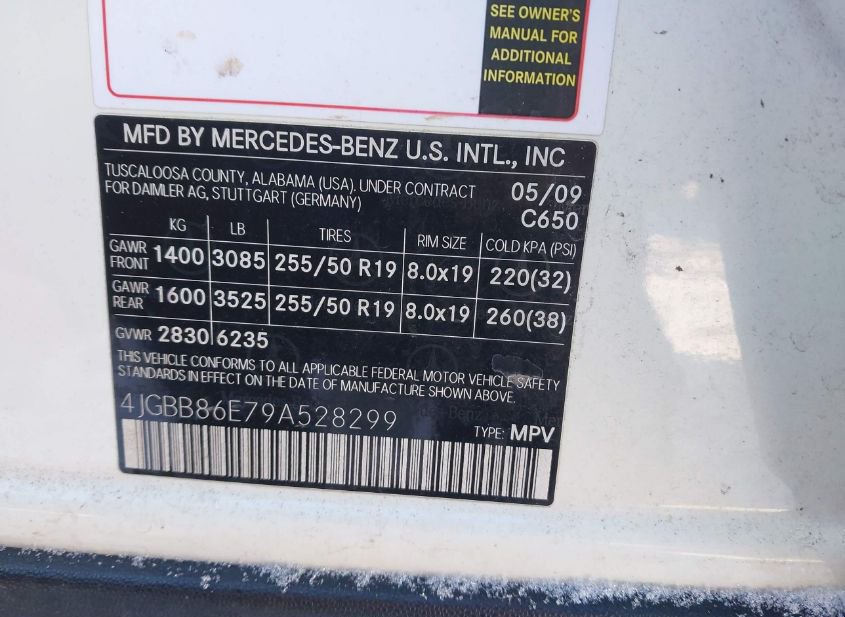 SEE OWNER'S
MANUAL FOR
ADDITIONAL
INFORMATION
MFD BY MERCEDES-BENZ U.S. INTL., INC
TUSCALOOSA COUNTY, ALABAMA (USA). UNDER CONTRACT 05/09
FOR DAIMLER AG, STUTTGART (GERMANY) C650
KG LB TIRES RIM SIZE COLD KPA (PSI)
GAWR FRONT 1400 3085 255/50 R19 8.0x19 220(32)
GAWR REAR 1600 3525 255/50 R19 8.0x19 260(38)
GVWR 2830 6235
THIS VEHICLE CONFORMS TO ALL APPLICABLE FEDERAL MOTOR VEHICLE SAFETY
STANDARDS IN EFFECT ON THE DATE OF MANUFACTURE SHOWN ABOVE.
4JGBB86E79A528299
TYPE: MPV